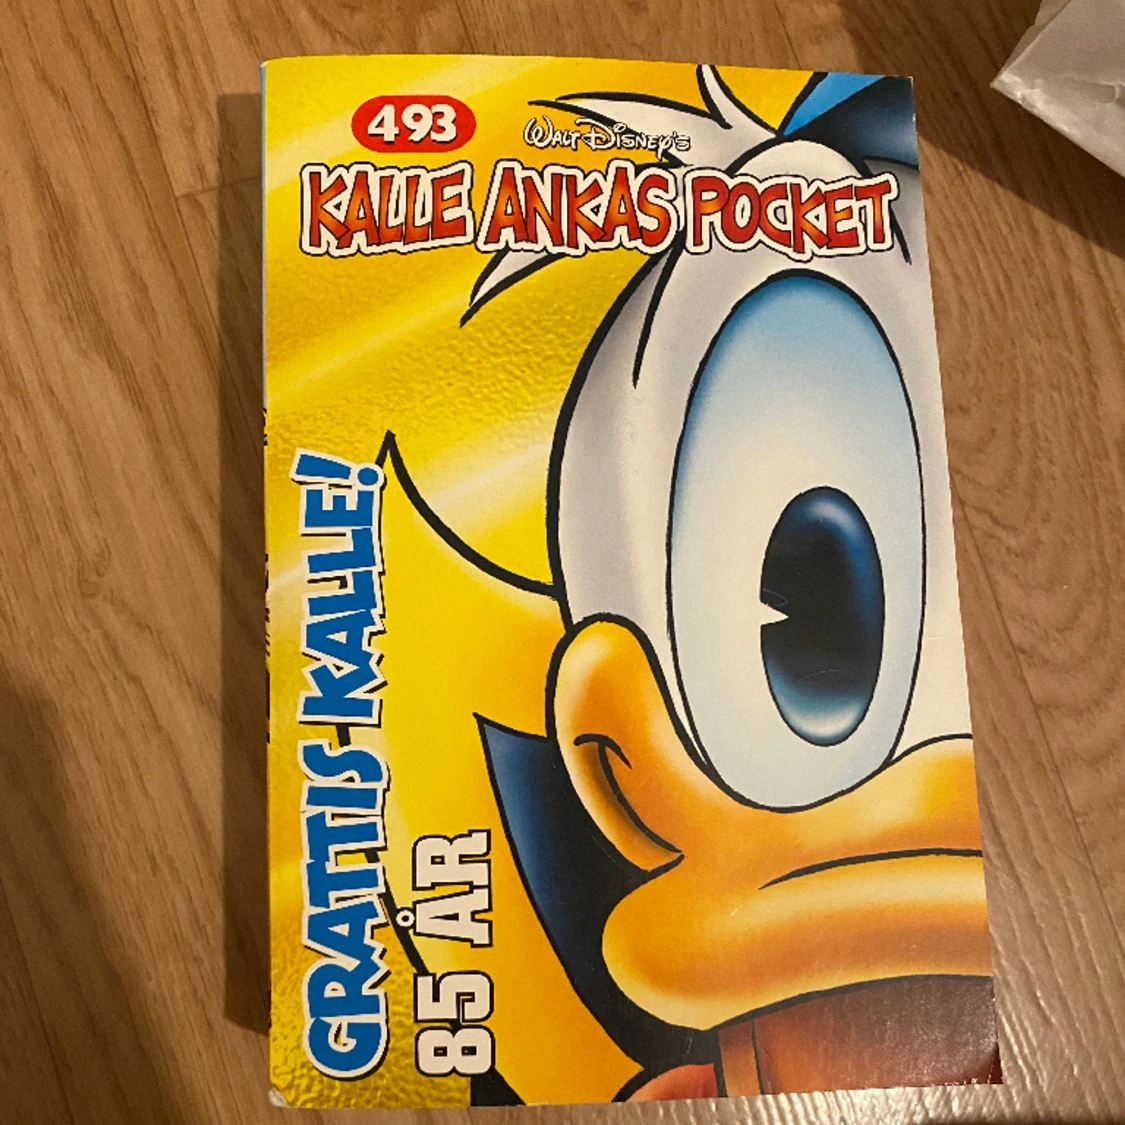 493
WALT DISNEY'S
KALLE ANKAS POCKET
GRATTIS KALLE!
85 ÅR